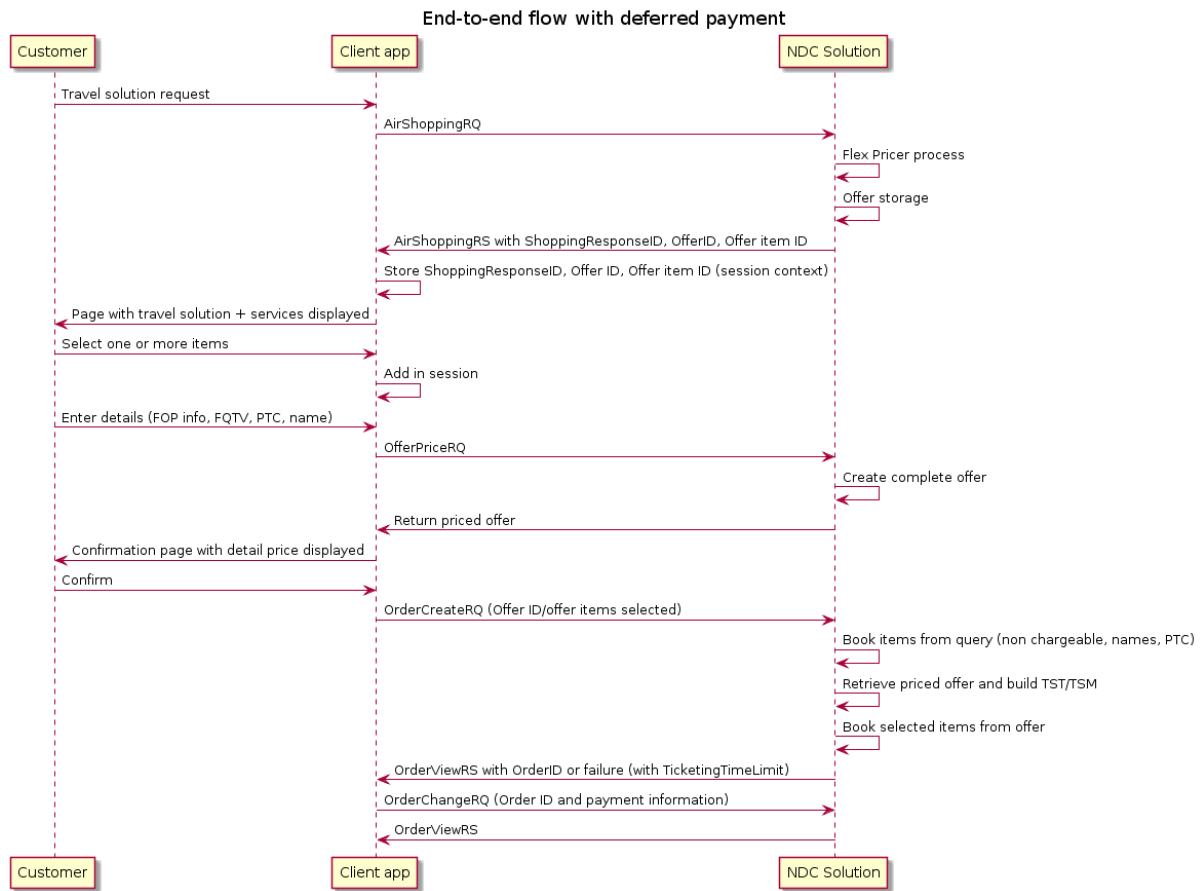 End-to-end flow with deferred payment
Customer
Client app
NDC Solution
Travel solution request
AirShoppingRQ
Flex Pricer process
Offer storage
AirShoppingRS with ShoppingResponseID, OfferID, Offer item ID
Store ShoppingResponseID, Offer ID, Offer item ID (session context)
Page with travel solution + services displayed
Select one or more items
Add in session
Enter details (FOP info, FQTV, PTC, name)
OfferPriceRQ
Create complete offer
Return priced offer
Confirmation page with detail price displayed
Confirm
OrderCreateRQ (Offer ID/offer items selected)
Book items from query (non chargeable, names, PTC)
Retrieve priced offer and build TST/TSM
Book selected items from offer
OrderViewRS with OrderID or failure (with TicketingTimeLimit)
OrderChangeRQ (Order ID and payment information)
OrderViewRS
Customer
Client app
NDC Solution